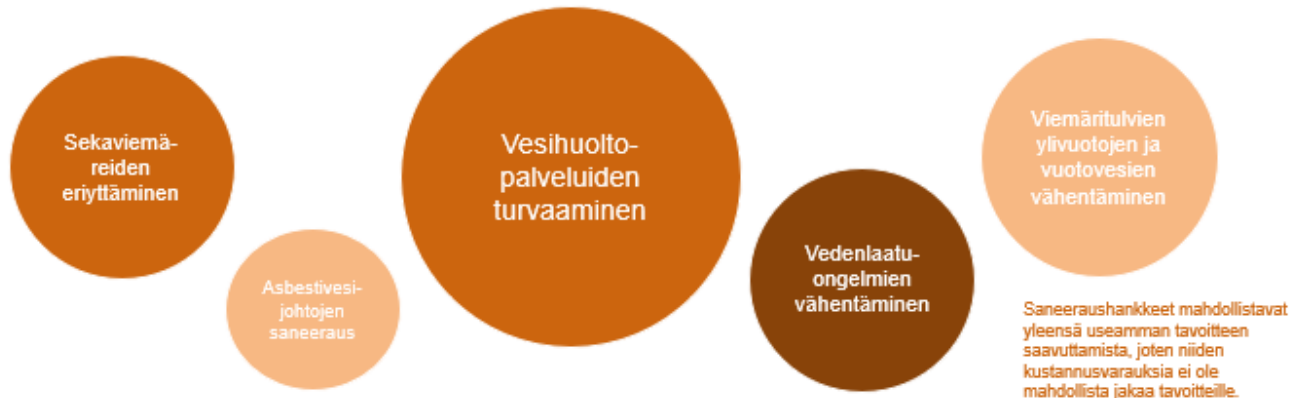 Sekaviemä-
reiden
eriyttäminen
Asbestivesi-
johtojen
saneeraus
Vesihuolto-
palveluiden
turvaaminen
Vedenlaatu-
ongelmien
vähentäminen
Viemäritulvien
ylivuotojen ja
vuotovesien
vähentäminen
Saneeraushankkeet mahdollistavat
yleensä useamman tavoitteen
saavuttamista, joten niiden
kustannusvarauksia ei ole
mahdollista jakaa tavoitteille.